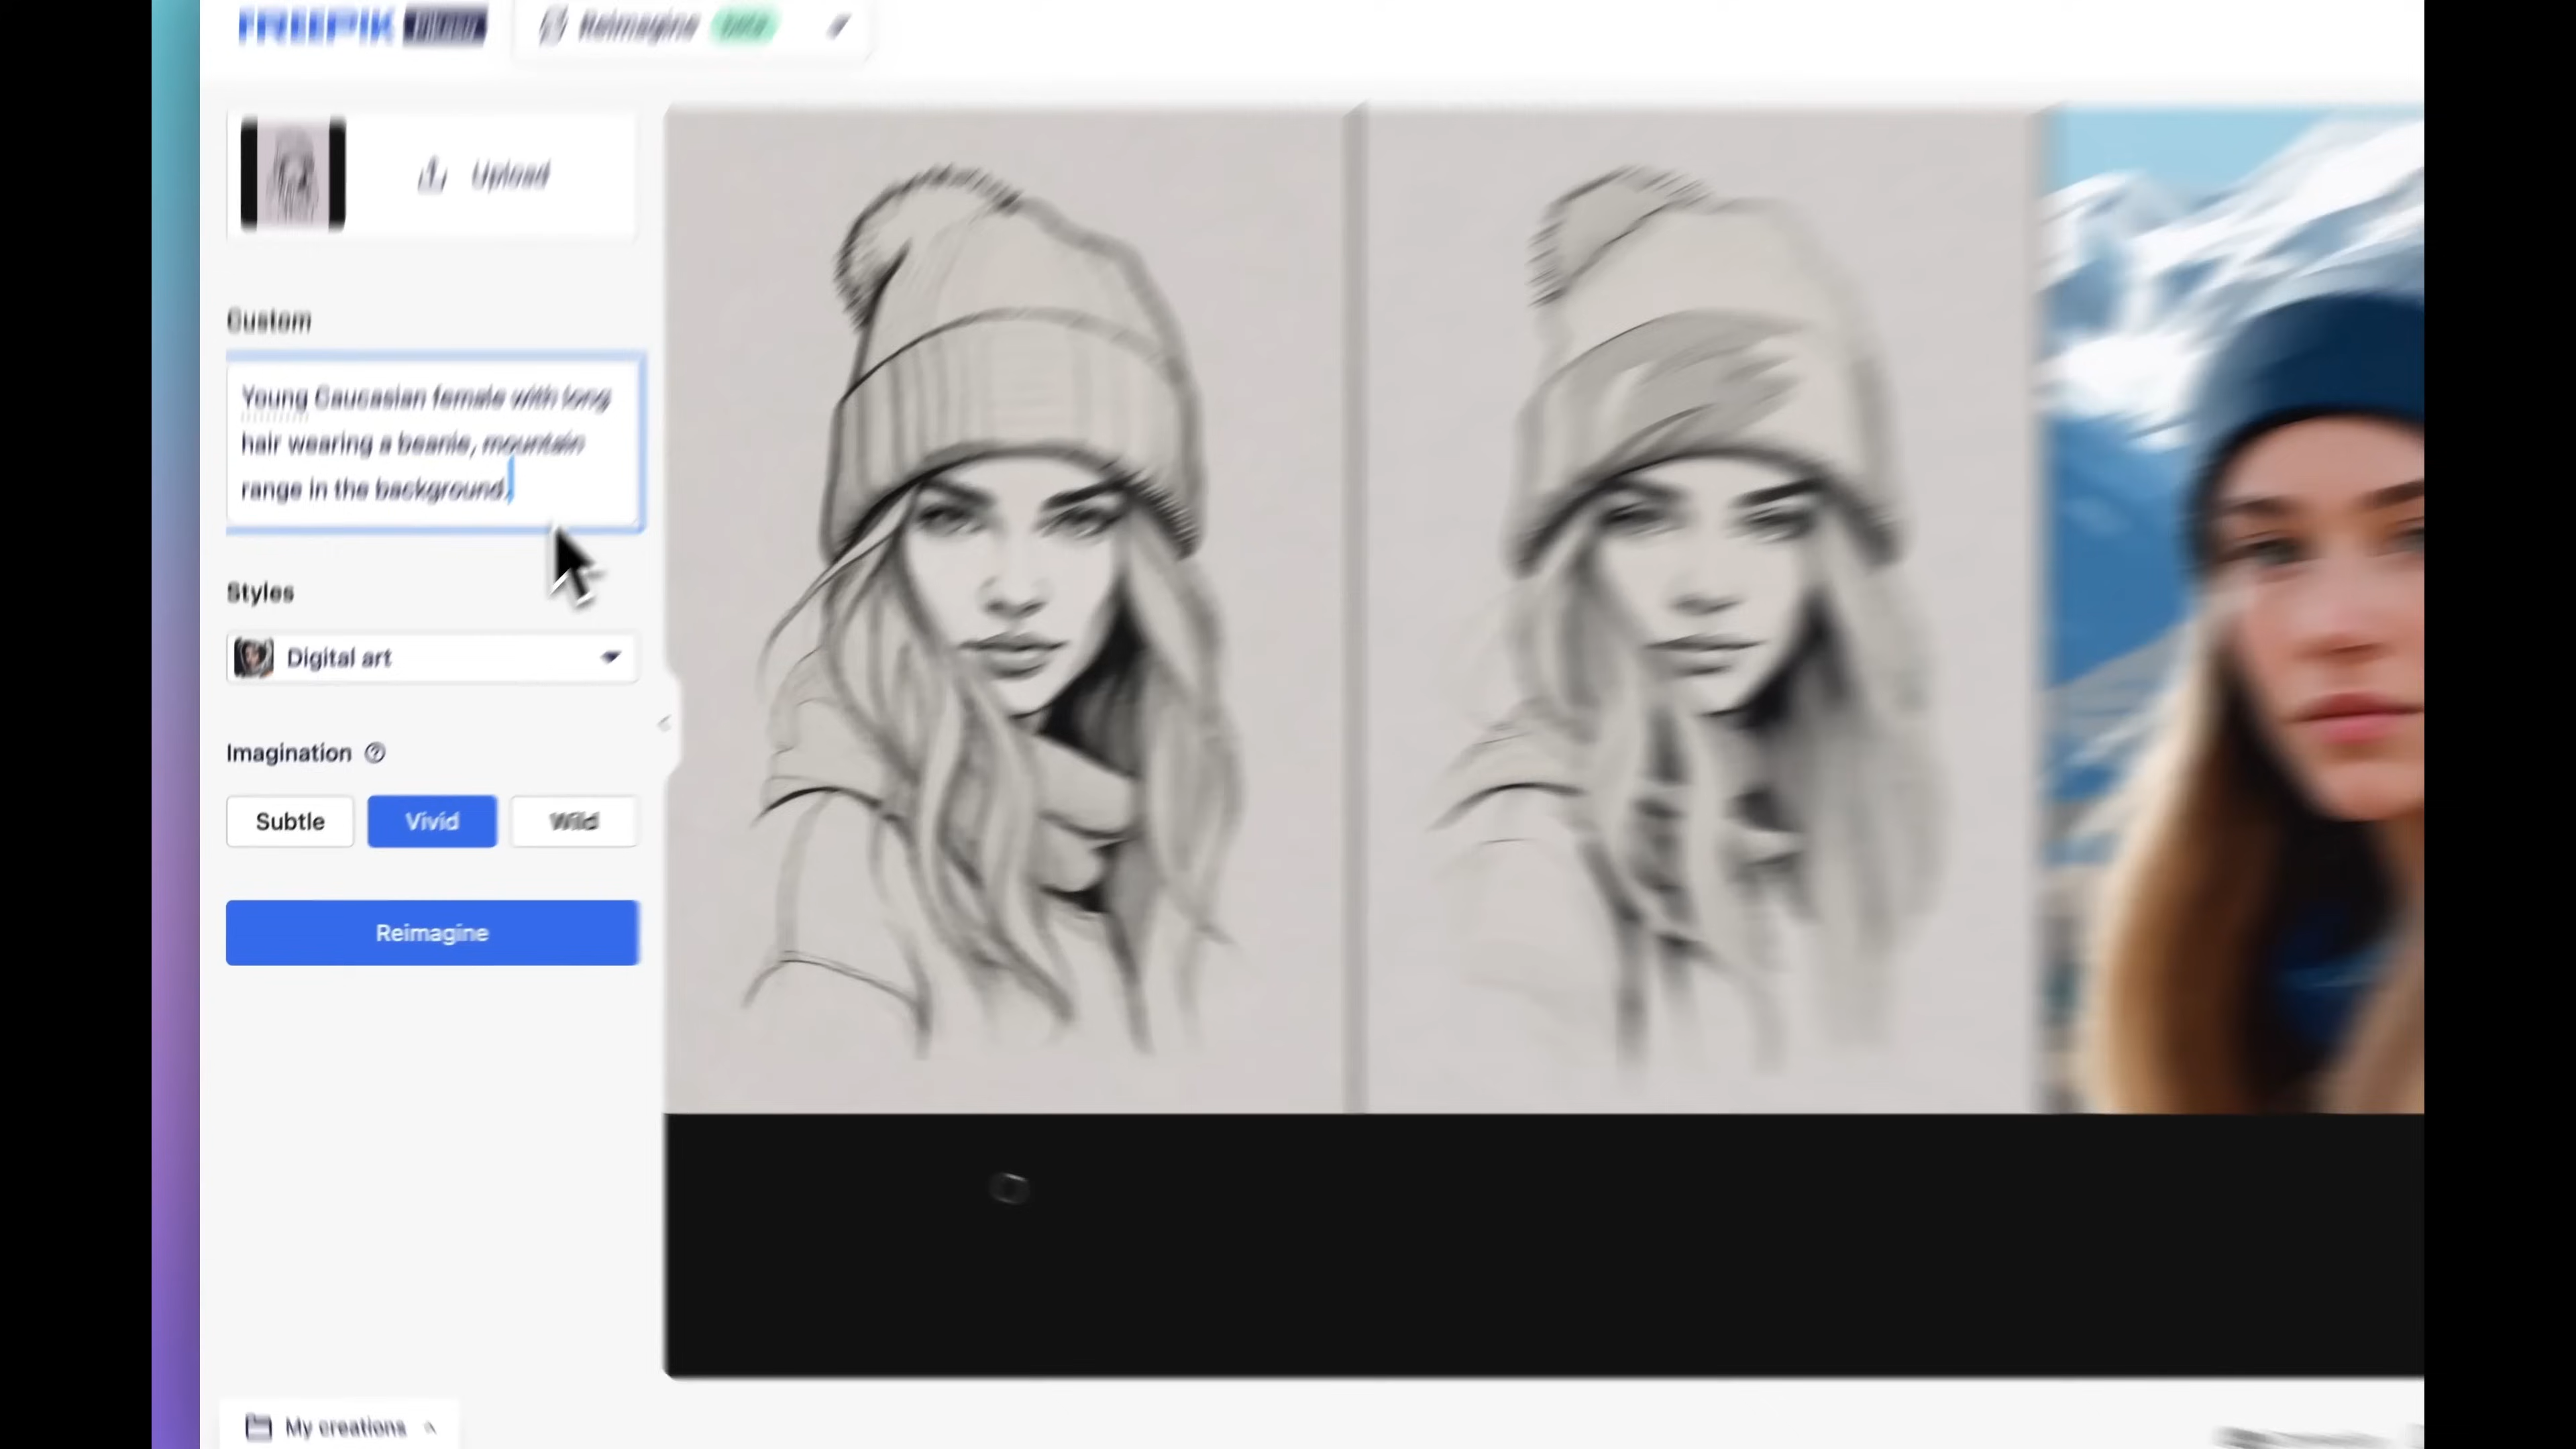 FREEPIK
Reimagine beta
Upload
Custom
Young Caucasian female with long
hair wearing a beanie, mountain
range in the background.
Styles
Digital art
Imagination
Subtle
Vivid
Wild
Reimagine
My creations